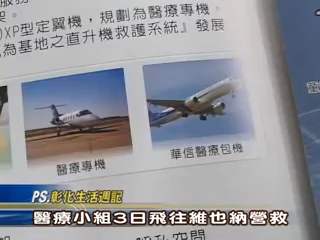 架。
OXP型定翼機，規劃為醫療專機。
為基地之直升機救護系統』發展
醫療專機
華信醫療包機
PS.彰化生活週記
醫療小組3日飛往維也納營救